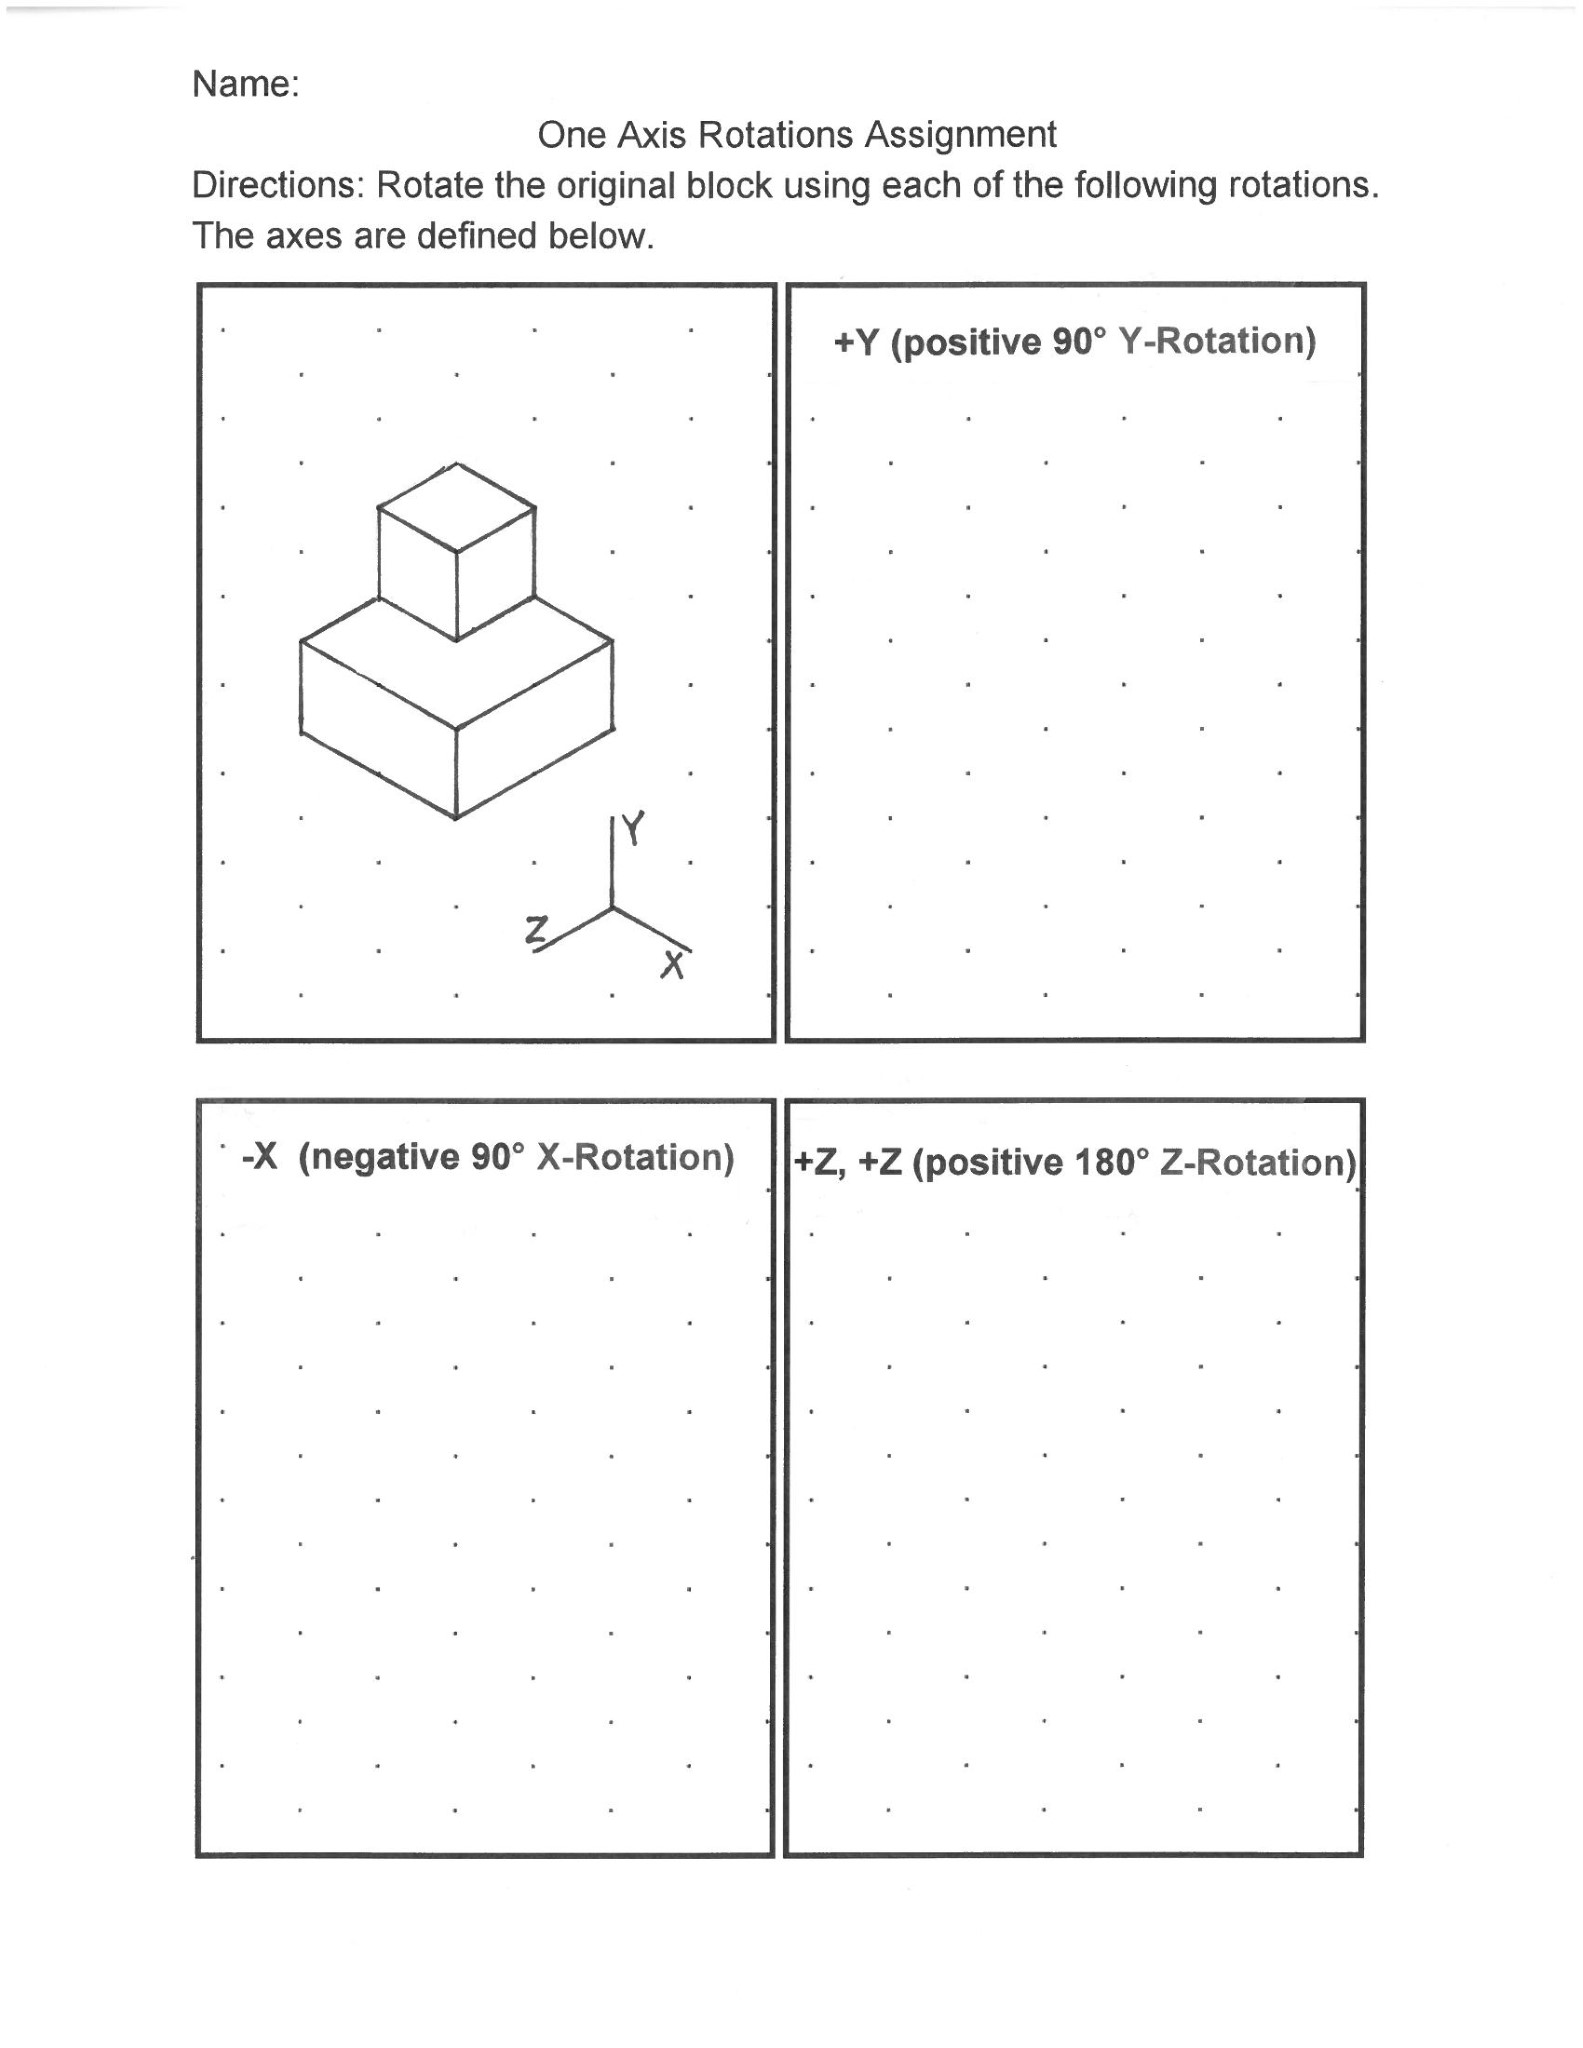 Name:
One Axis Rotations Assignment
Directions: Rotate the original block using each of the following rotations.
The axes are defined below.
+Y (positive 90° Y-Rotation)
Y
Z
X
-X (negative 90° X-Rotation)
+Z, +Z (positive 180° Z-Rotation)